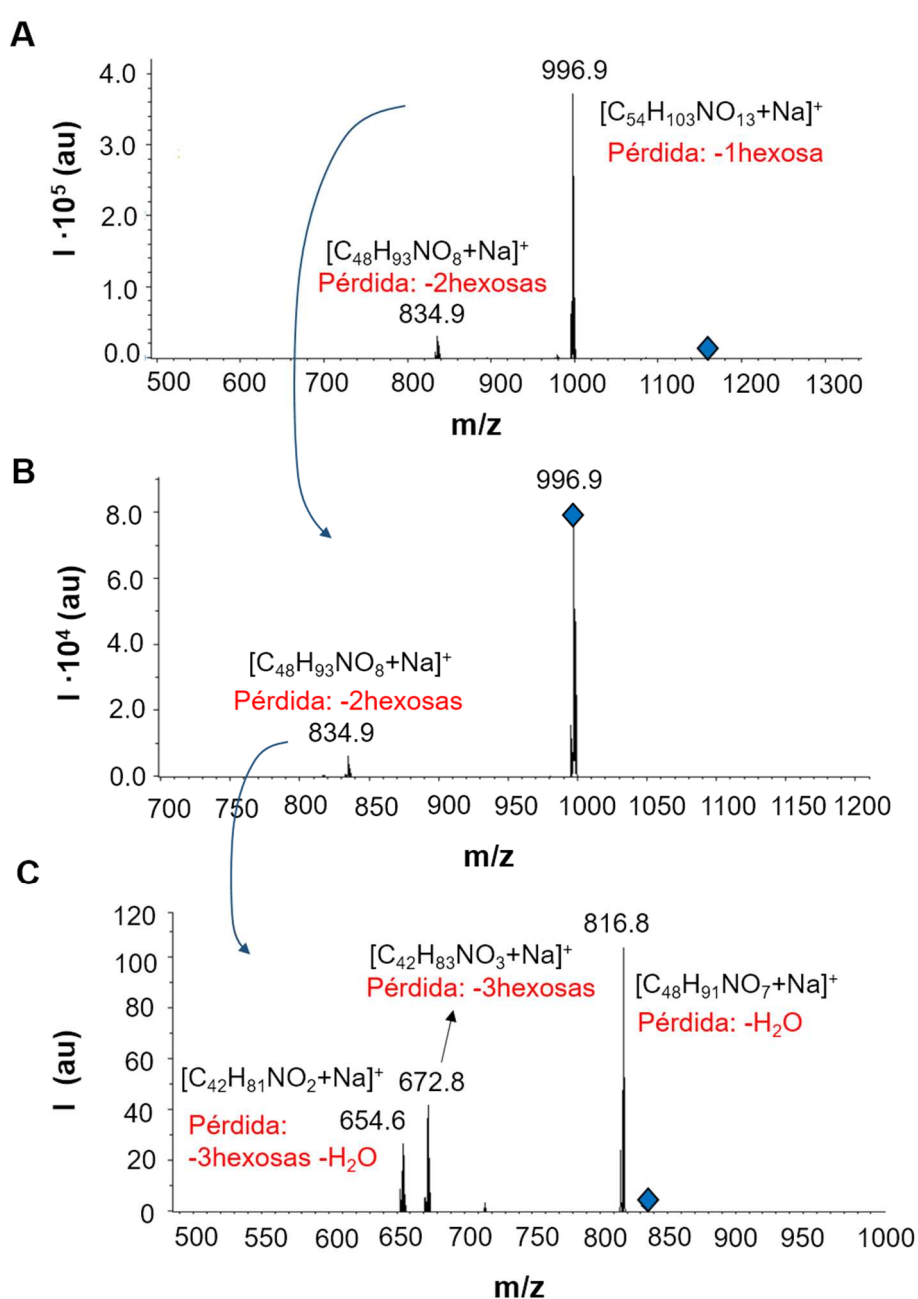 A
I ·10⁵ (au)
4.0
3.0
2.0
1.0
0.0
996.9
[C₅₄H₁₀₃NO₁₃+Na]⁺
Pérdida: -1hexosa
[C₄₈H₉₃NO₈+Na]⁺
Pérdida: -2hexosas
834.9
500 600 700 800 900 1000 1100 1200 1300
m/z
B
I ·10⁴ (au)
8.0
6.0
4.0
2.0
0.0
996.9
[C₄₈H₉₃NO₈+Na]⁺
Pérdida: -2hexosas
834.9
700 750 800 850 900 950 1000 1050 1100 1150 1200
m/z
C
I (au)
120
100
80
60
40
20
0
816.8
[C₄₂H₈₃NO₃+Na]⁺
Pérdida: -3hexosas
[C₄₈H₉₁NO₇+Na]⁺
Pérdida: -H₂O
[C₄₂H₈₁NO₂+Na]⁺
672.8
Pérdida:
-3hexosas -H₂O
654.6
500 550 600 650 700 750 800 850 900 950 1000
m/z